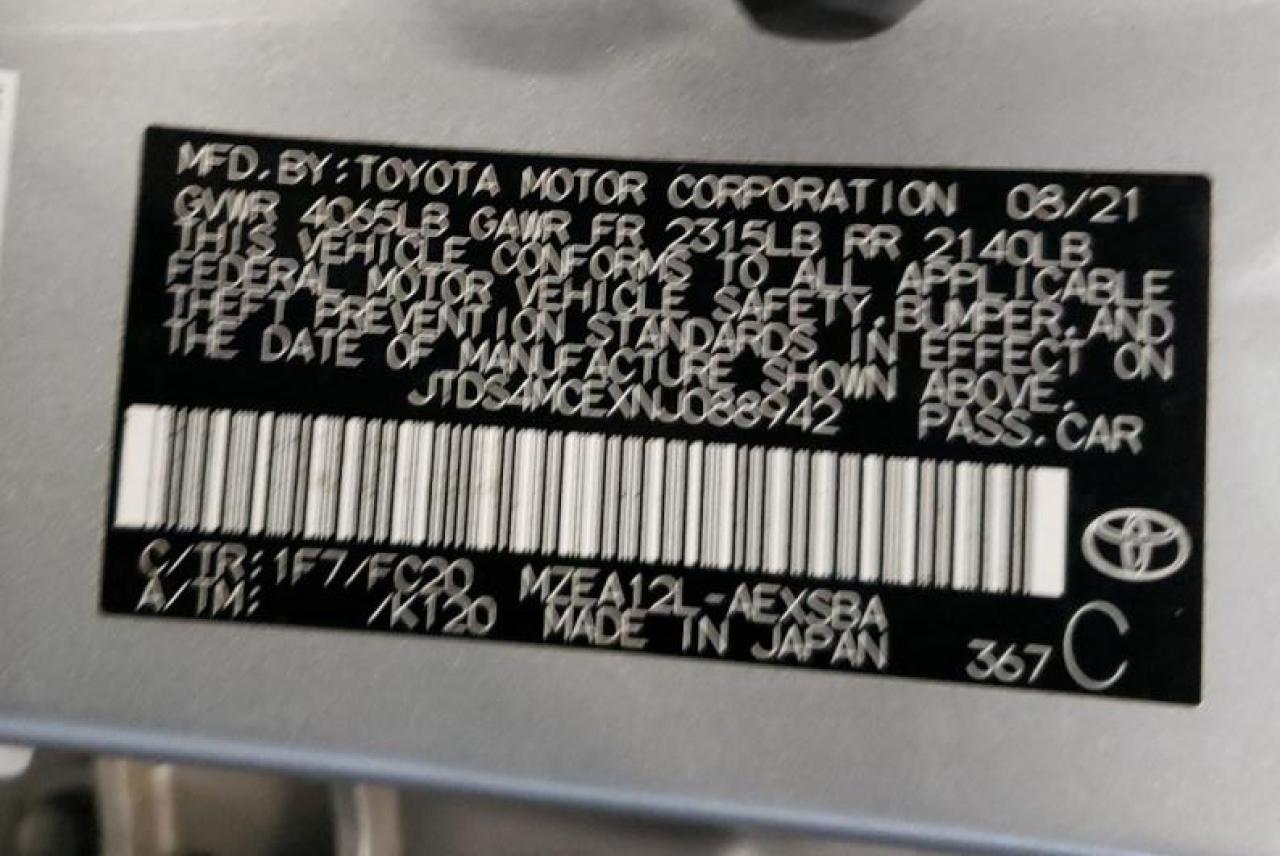 MFD. BY: TOYOTA MOTOR CORPORATION 08/21
GVWR 4065LB GAWR FR 2315LB RR 2140LB
THIS VEHICLE CONFORMS TO ALL APPLICABLE
FEDERAL MOTOR VEHICLE SAFETY, BUMPER, AND
THEFT PREVENTION STANDARDS IN EFFECT ON
THE DATE OF MANUFACTURE SHOWN ABOVE.
JTDS4MCEXNJ088942 PASS. CAR
C/TR: 1F7/FC20 MZEA12L-AEXSBA
A/TM: /K120 MADE IN JAPAN 367 C